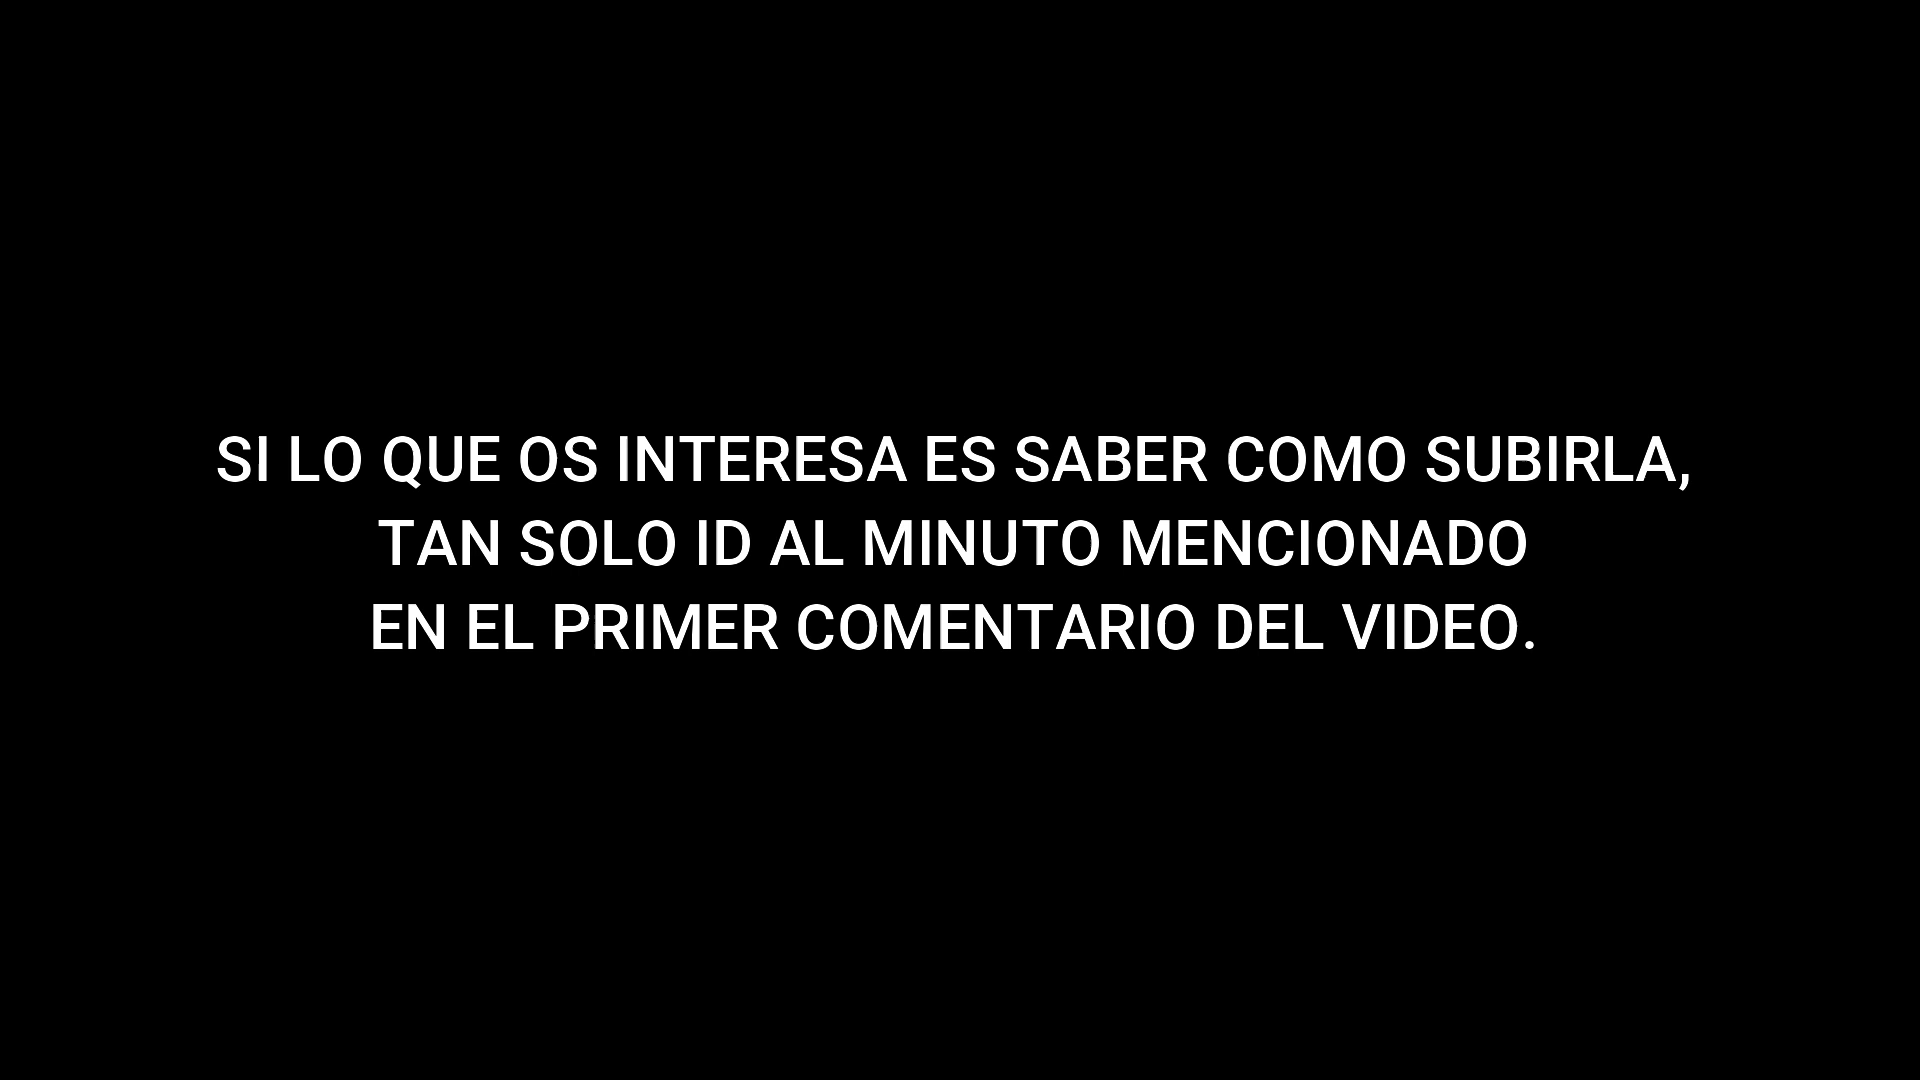 SI LO QUE OS INTERESA ES SABER COMO SUBIRLA,
TAN SOLO ID AL MINUTO MENCIONADO
EN EL PRIMER COMENTARIO DEL VIDEO.